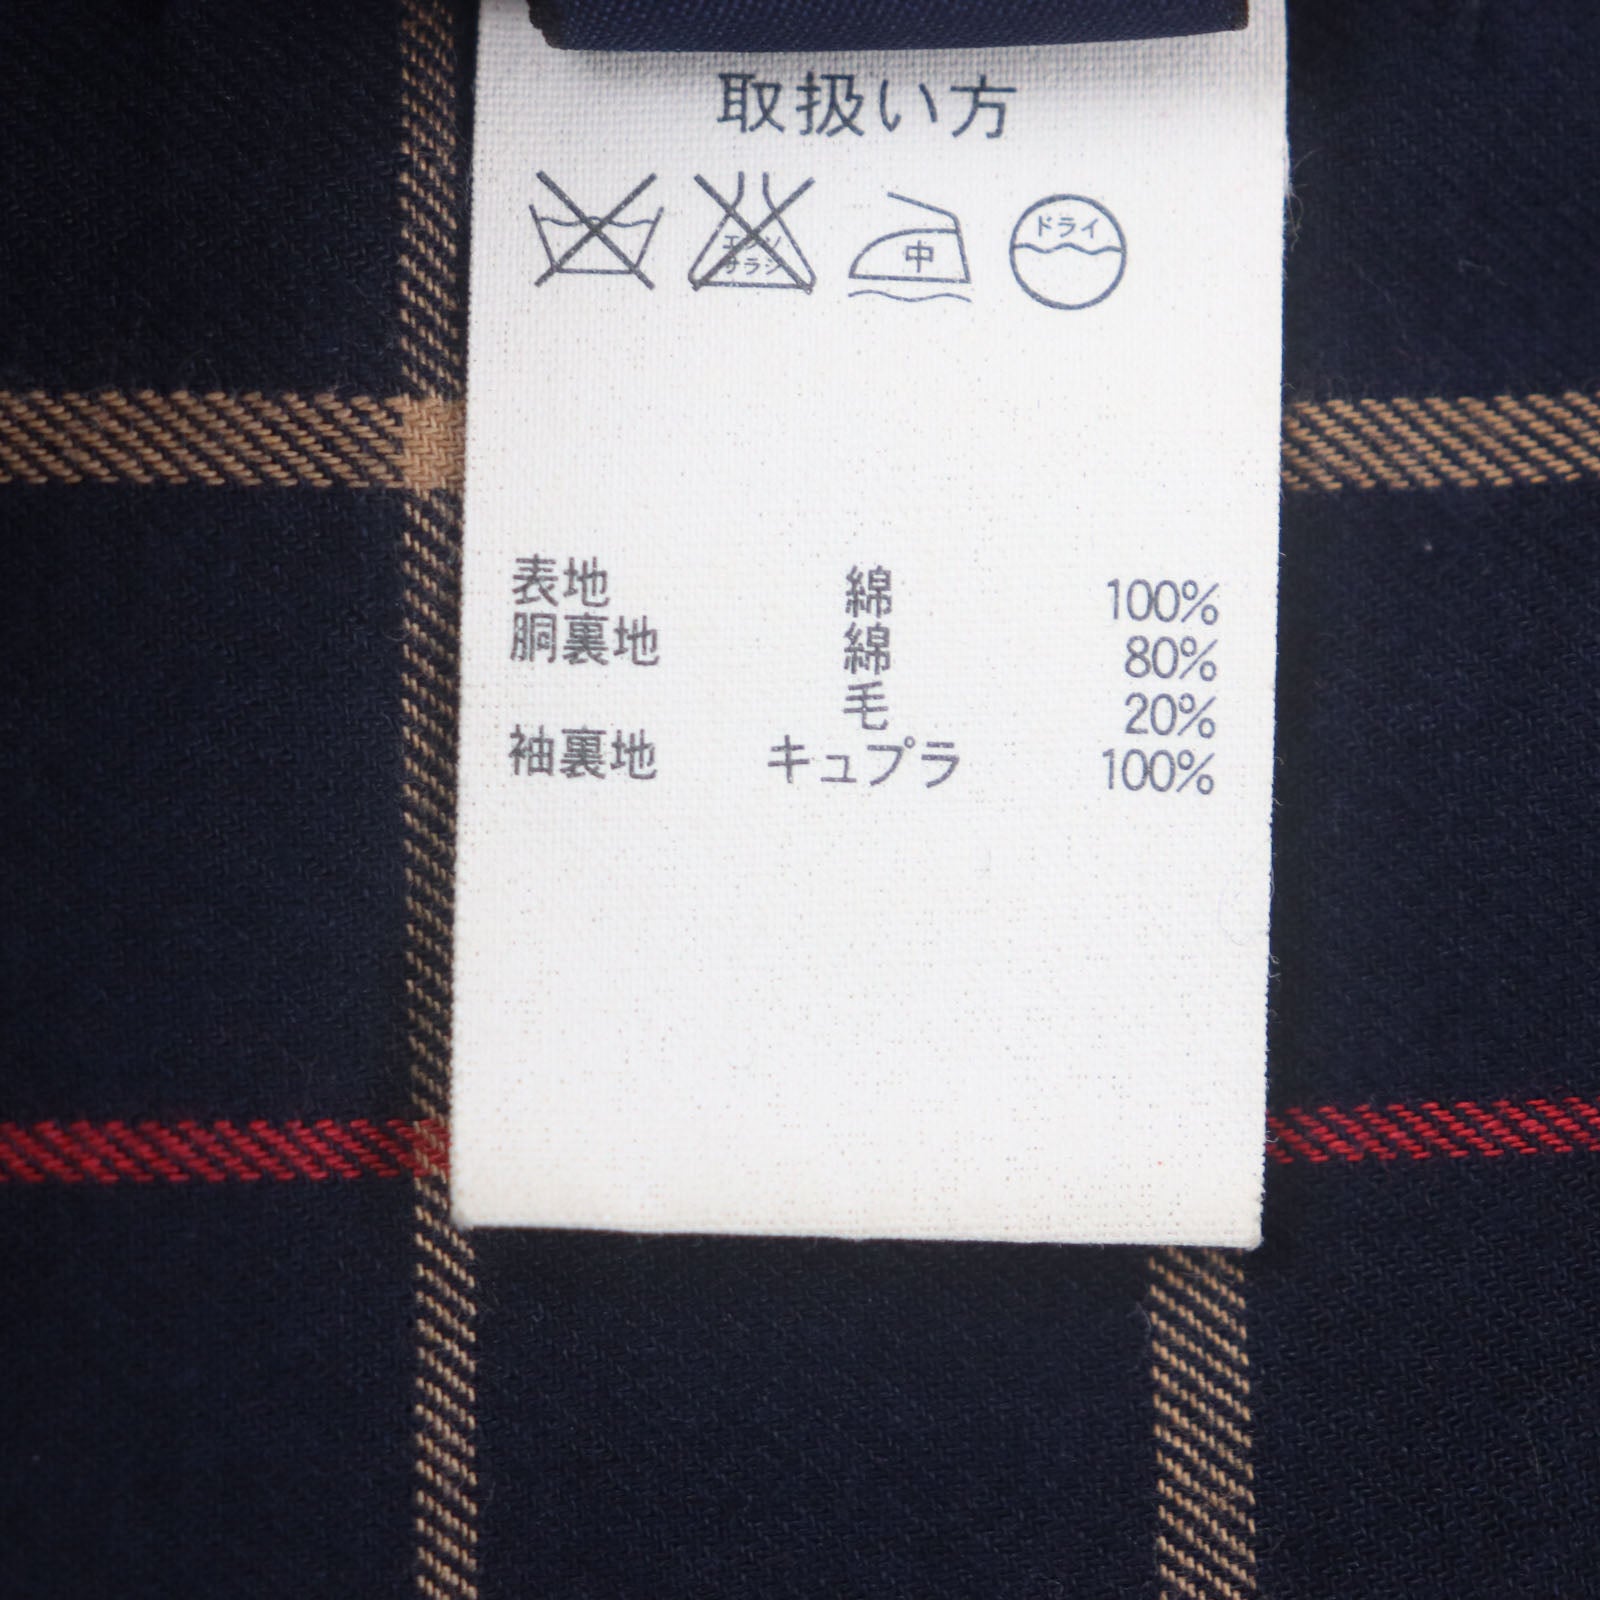 取扱い方
エンソ サラシ 中 ドライ
表地 綿 100%
胴裏地 綿 80%
毛 20%
袖裏地 キュプラ 100%